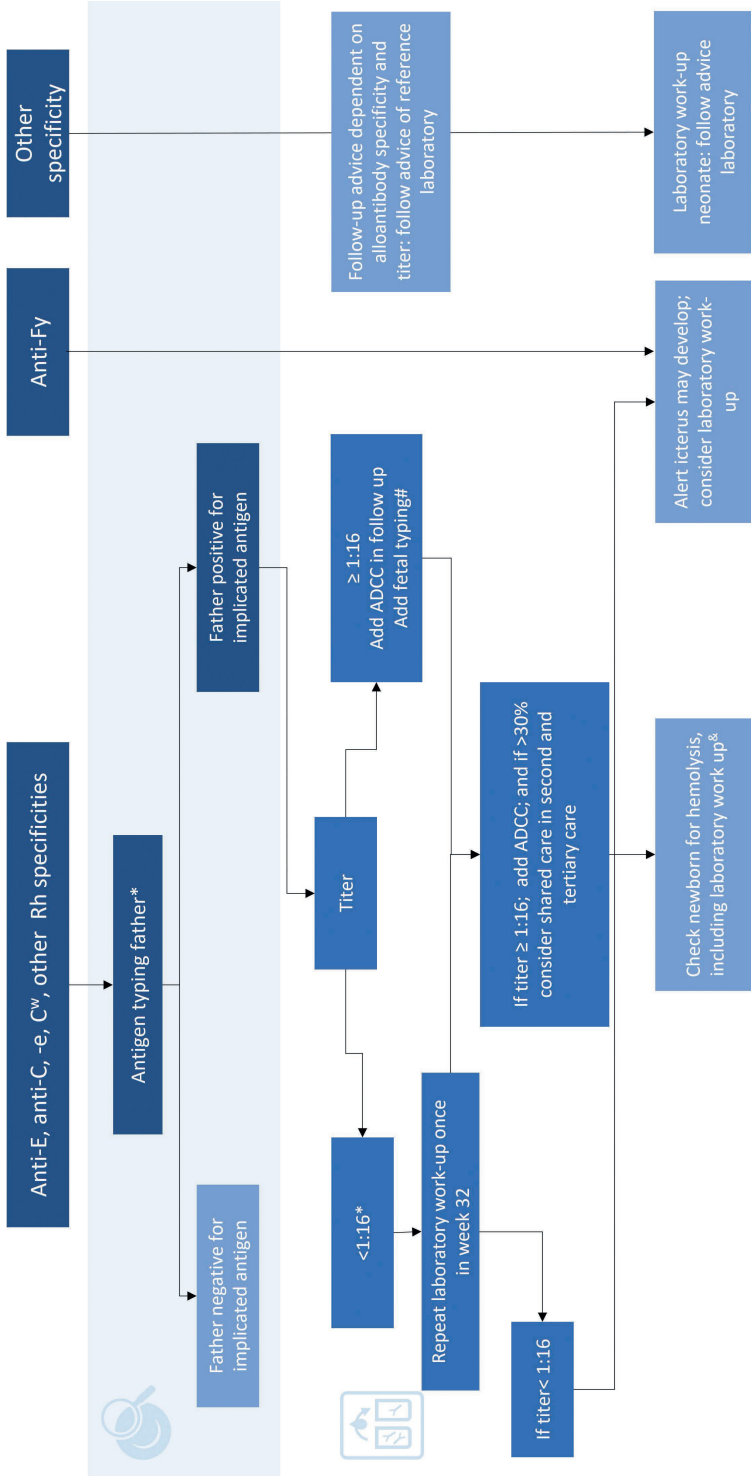 Anti-E, anti-C, -e, Cʷ, other Rh specificities
Anti-Fy
Other
specificity
Antigen typing father*
Father negative for
implicated antigen
Father positive for
implicated antigen
Titer
<1:16*
≥ 1:16
Add ADCC in follow up
Add fetal typing#
Follow-up advice dependent on
alloantibody specificity and
titer: follow advice of reference
laboratory
Repeat laboratory work-up once
in week 32
If titer ≥ 1:16; add ADCC; and if >30%
consider shared care in second and
tertiary care
If titer< 1:16
Check newborn for hemolysis,
including laboratory work up&
Alert icterus may develop;
consider laboratory work-
up
Laboratory work-up
neonate: follow advice
laboratory